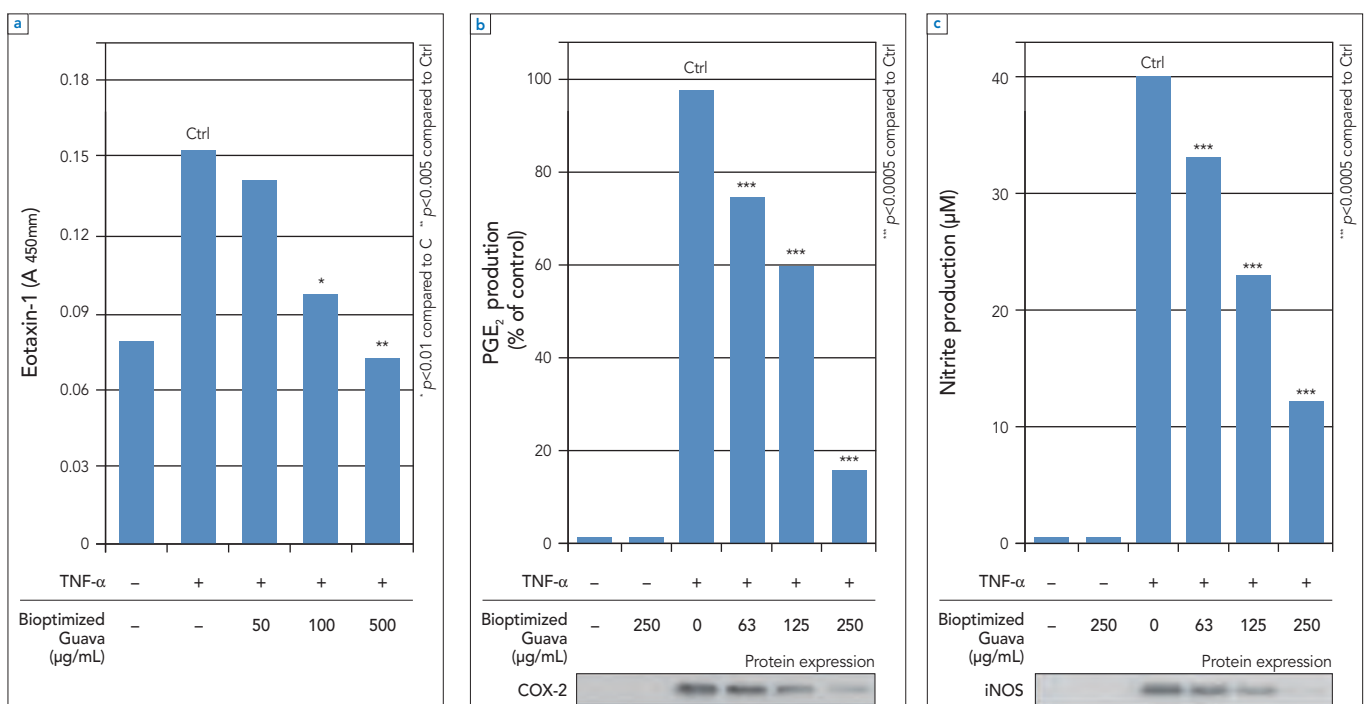 a
Eotaxin-1 (A 450mm)
0.18
0.15
0.12
0.09
0.06
0.03
0
Ctrl
*
**
* p<0.01 compared to C ** p<0.005 compared to Ctrl
TNF-α – + + + +
Bioptimized
Guava
(µg/mL)
– – 50 100 500
b
PGE2 prodution
(% of control)
100
80
60
40
20
0
Ctrl
***
***
***
*** p<0.0005 compared to Ctrl
TNF-α – – + + + +
Bioptimized
Guava
(µg/mL)
– 250 0 63 125 250
Protein expression
COX-2
c
Nitrite production (µM)
40
30
20
10
0
Ctrl
***
***
***
*** p<0.0005 compared to Ctrl
TNF-α – – + + + +
Bioptimized
Guava
(µg/mL)
– 250 0 63 125 250
Protein expression
iNOS